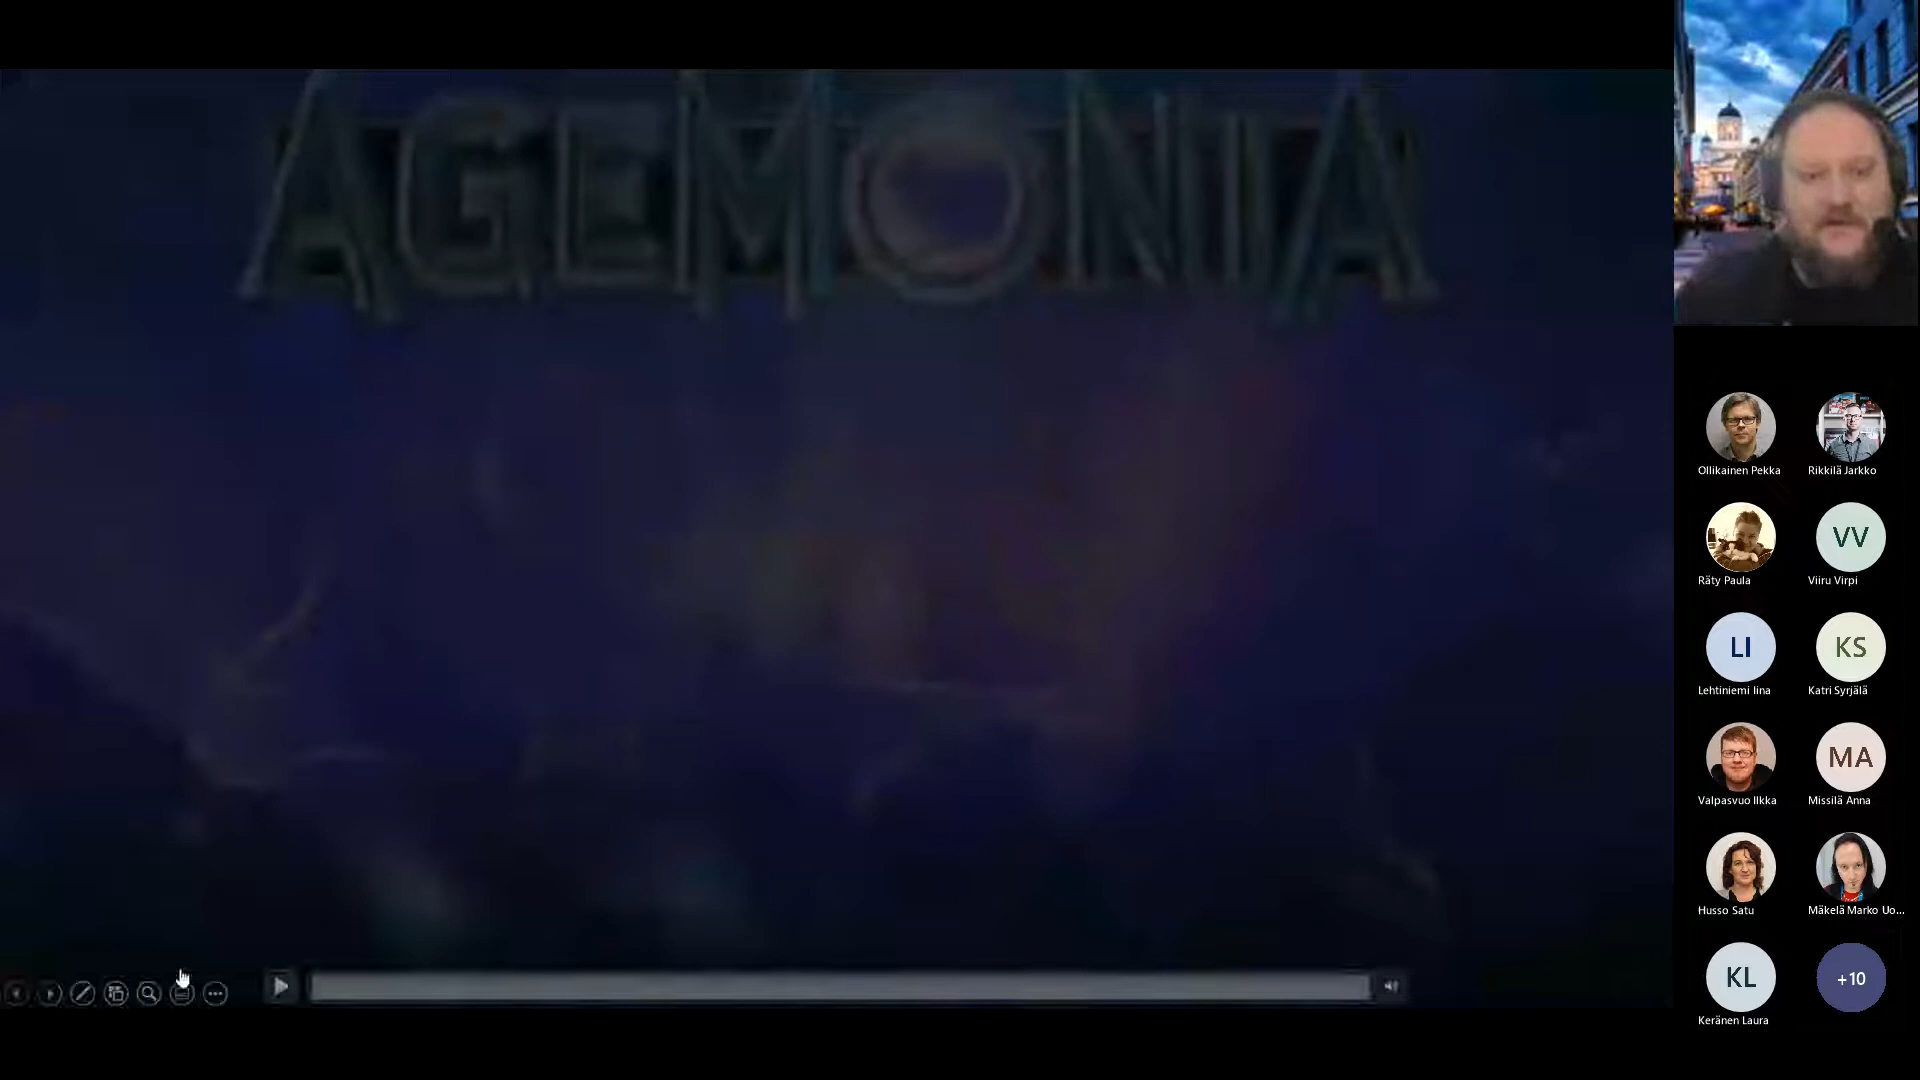 AGEMONIA
Ollikainen Pekka
Rikkilä Jarkko
Räty Paula
VV
Viiru Virpi
LI
Lehtiniemi Iina
KS
Katri Syrjälä
Valpasvuo Ilkka
MA
Missilä Anna
Husso Satu
Mäkelä Marko Uo...
KL
Keränen Laura
+10